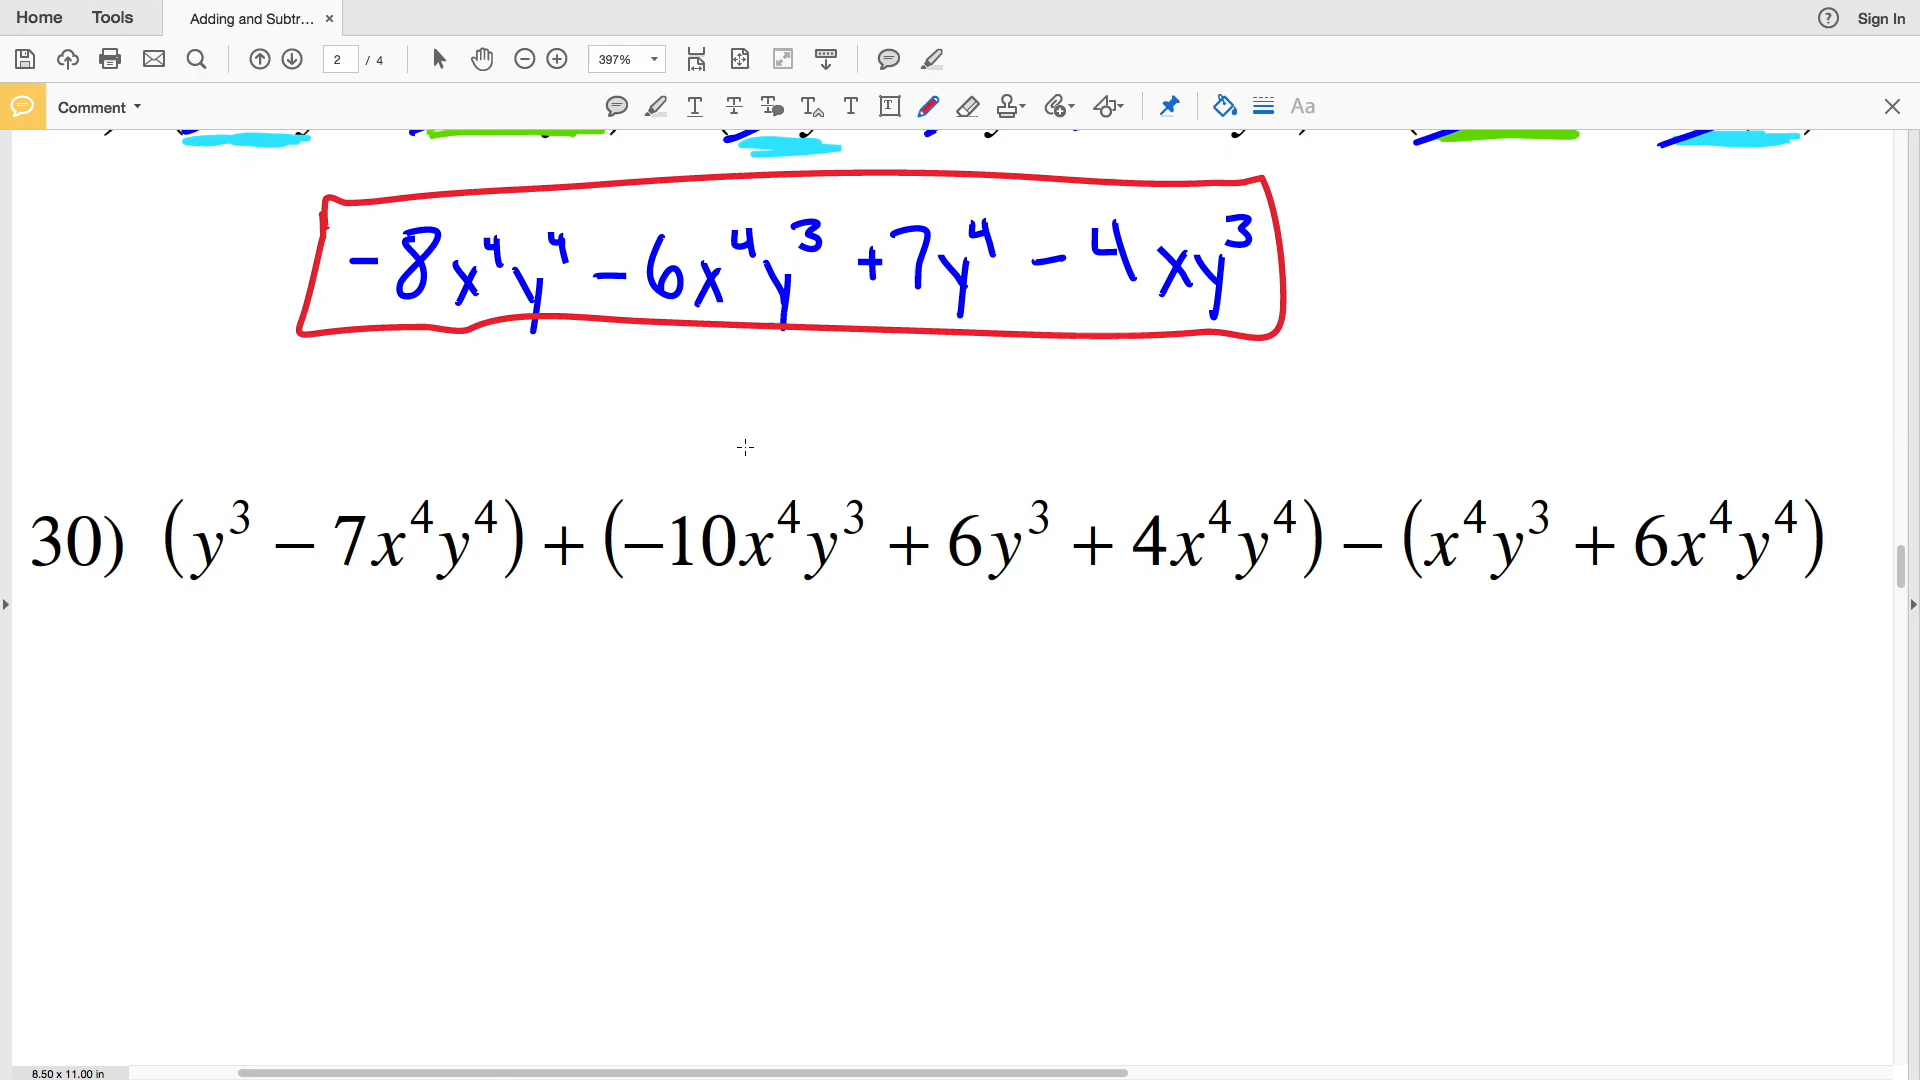 Home Tools Adding and Subtr... × ? Sign In
2 / 4 397%
Comment T T T T T T Aa
-8x⁴y⁴ - 6x⁴y³ + 7y⁴ - 4xy³
30) (y³ − 7x⁴y⁴) + (−10x⁴y³ + 6y³ + 4x⁴y⁴) − (x⁴y³ + 6x⁴y⁴)
8.50 x 11.00 in